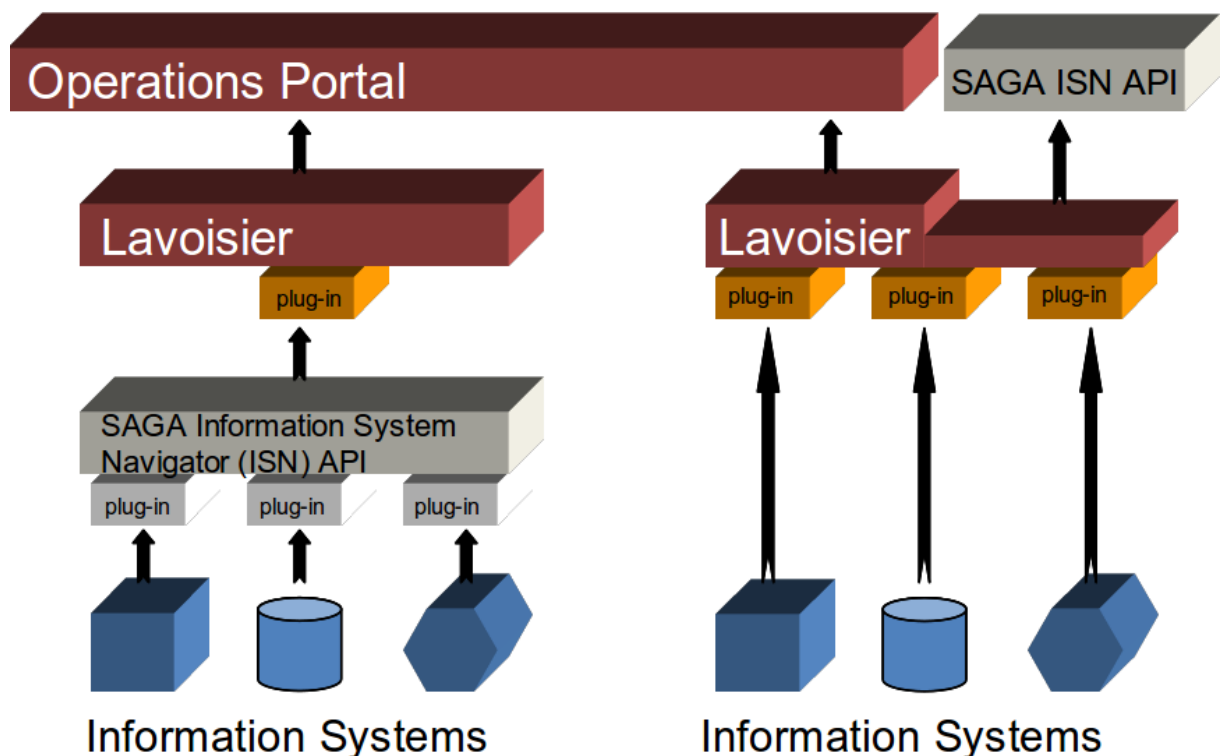 Operations Portal
SAGA ISN API
Lavoisier
Lavoisier
plug-in
plug-in
plug-in
plug-in
SAGA Information System
Navigator (ISN) API
plug-in
plug-in
plug-in
Information Systems
Information Systems